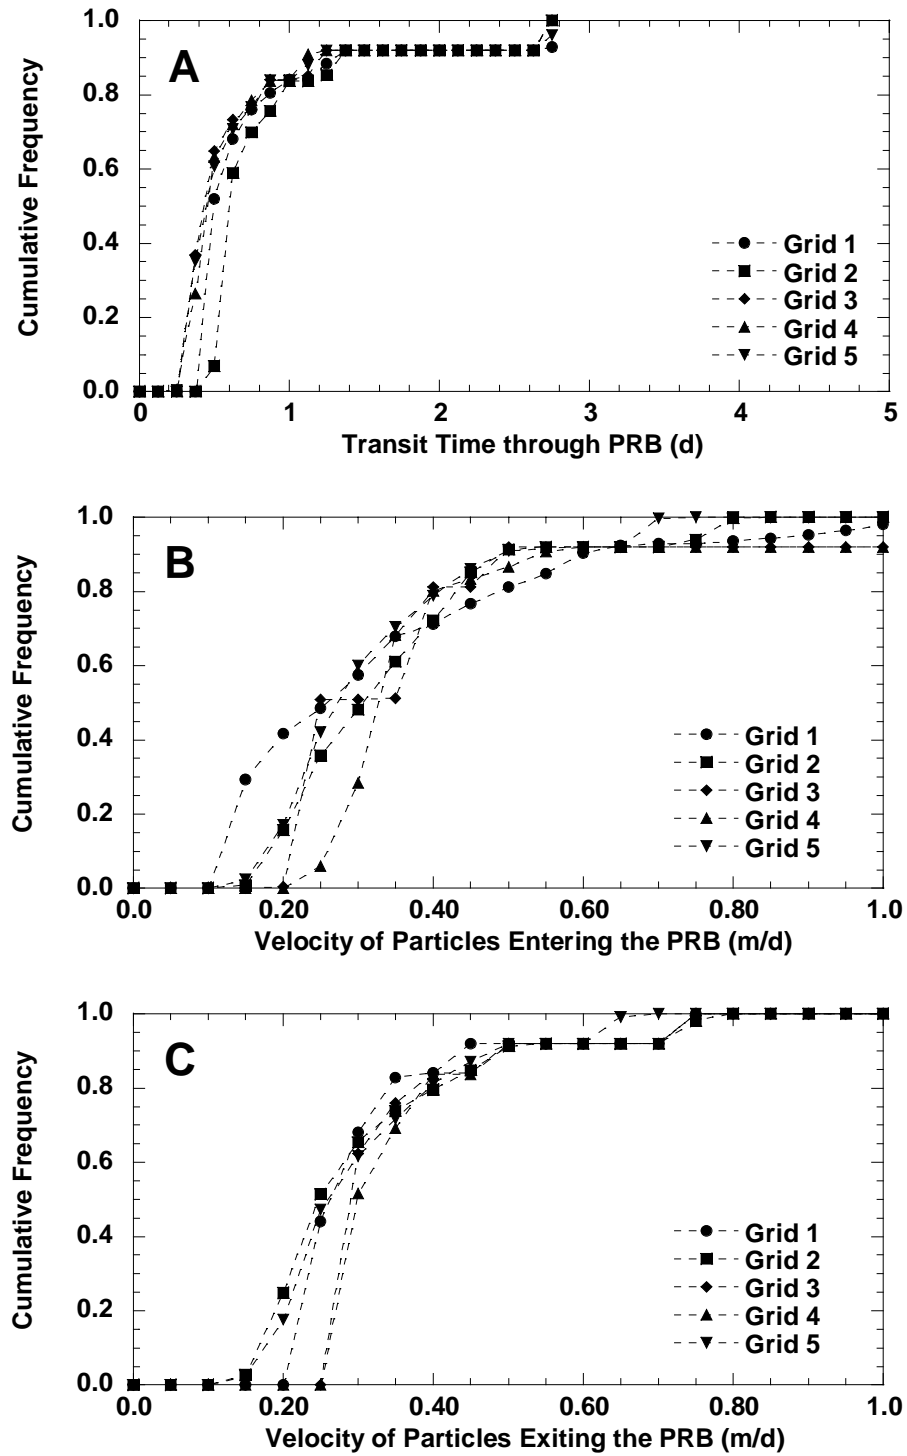 A
Cumulative Frequency
1.0
0.8
0.6
0.4
0.2
0.0
Grid 1
Grid 2
Grid 3
Grid 4
Grid 5
0 1 2 3 4 5
Transit Time through PRB (d)
B
Cumulative Frequency
1.0
0.8
0.6
0.4
0.2
0.0
Grid 1
Grid 2
Grid 3
Grid 4
Grid 5
0.0 0.20 0.40 0.60 0.80 1.0
Velocity of Particles Entering the PRB (m/d)
C
Cumulative Frequency
1.0
0.8
0.6
0.4
0.2
0.0
Grid 1
Grid 2
Grid 3
Grid 4
Grid 5
0.0 0.20 0.40 0.60 0.80 1.0
Velocity of Particles Exiting the PRB (m/d)